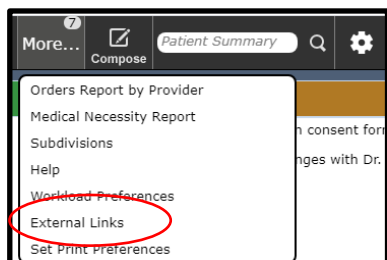 7
More...
Compose
Patient Summary
Orders Report by Provider
Medical Necessity Report
Subdivisions
n consent for
Help
nges with Dr.
Workload Preferences
External Links
Set Print Preferences